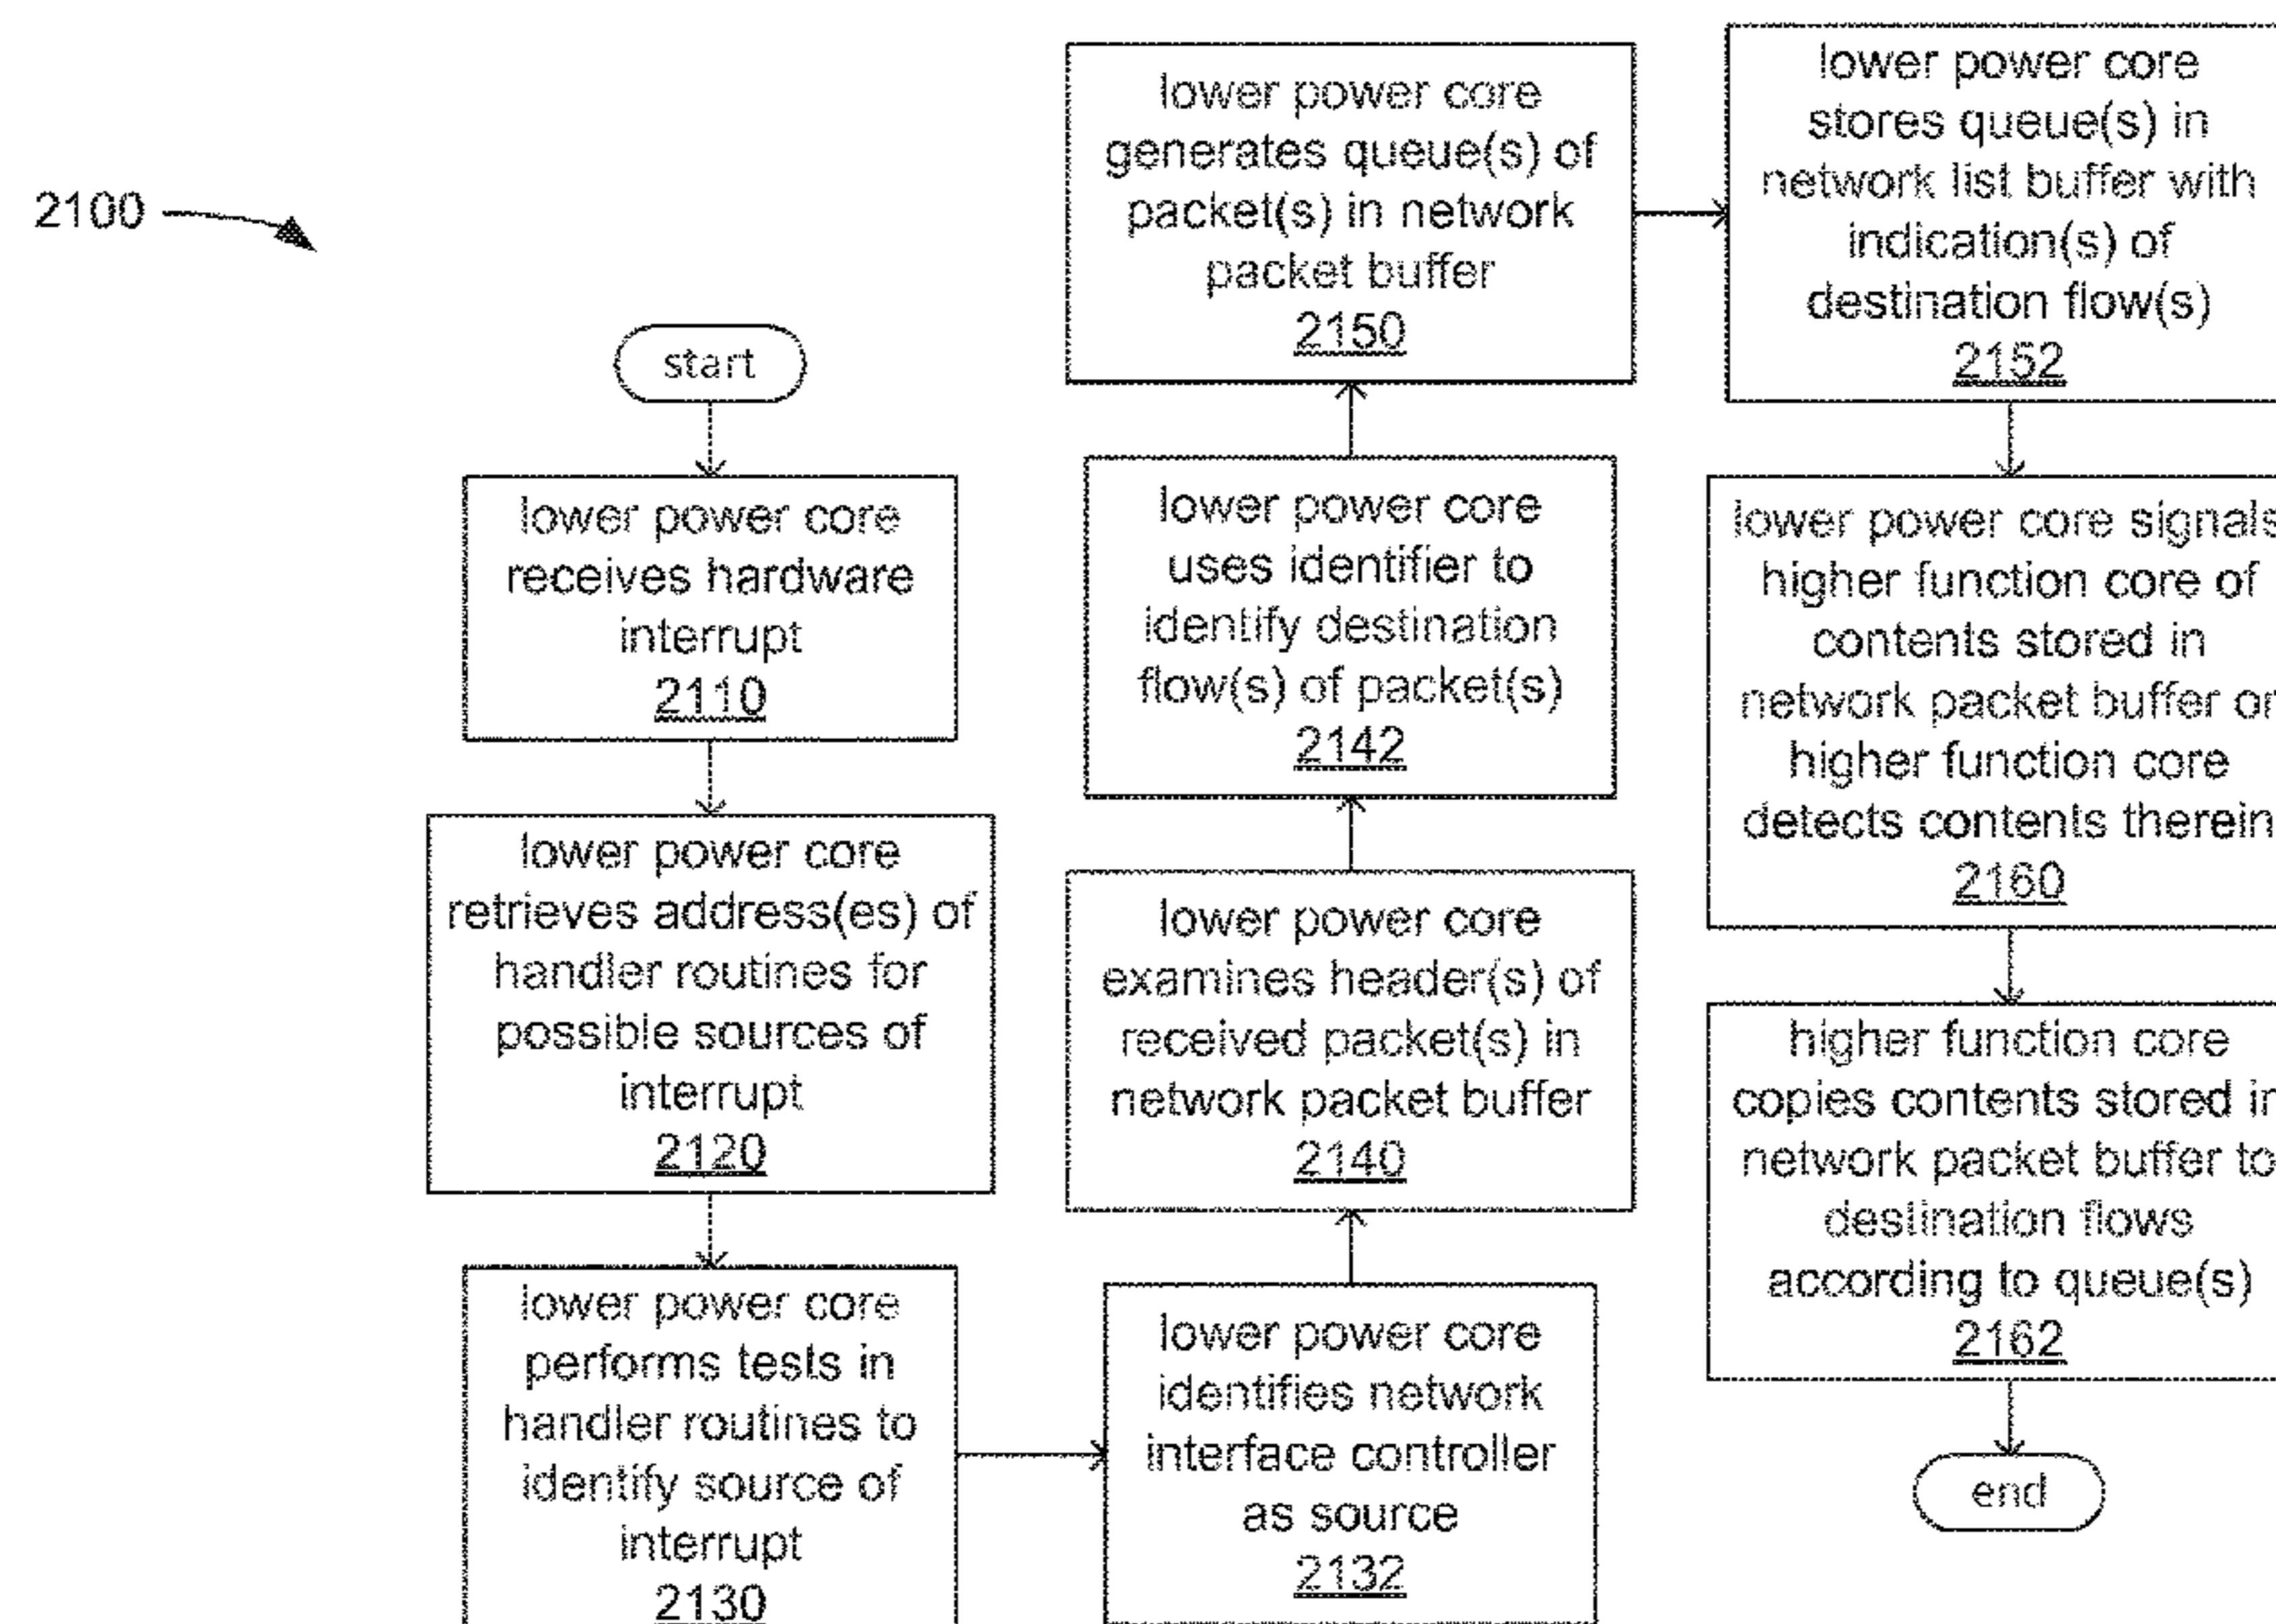 2100
start
lower power core
receives hardware
interrupt
2110
lower power core
retrieves address(es) of
handler routines for
possible sources of
interrupt
2120
lower power core
performs tests in
handler routines to
identify source of
interrupt
2130
lower power core
identifies network
interface controller
as source
2132
lower power core
examines header(s) of
received packet(s) in
network packet buffer
2140
lower power core
uses identifier to
identify destination
flow(s) of packet(s)
2142
lower power core
generates queue(s) of
packet(s) in network
packet buffer
2150
lower power core
stores queue(s) in
network list buffer with
indication(s) of
destination flow(s)
2152
lower power core signals
higher function core of
contents stored in
network packet buffer or
higher function core
detects contents therein
2160
higher function core
copies contents stored in
network packet buffer to
destination flows
according to queue(s)
2162
end